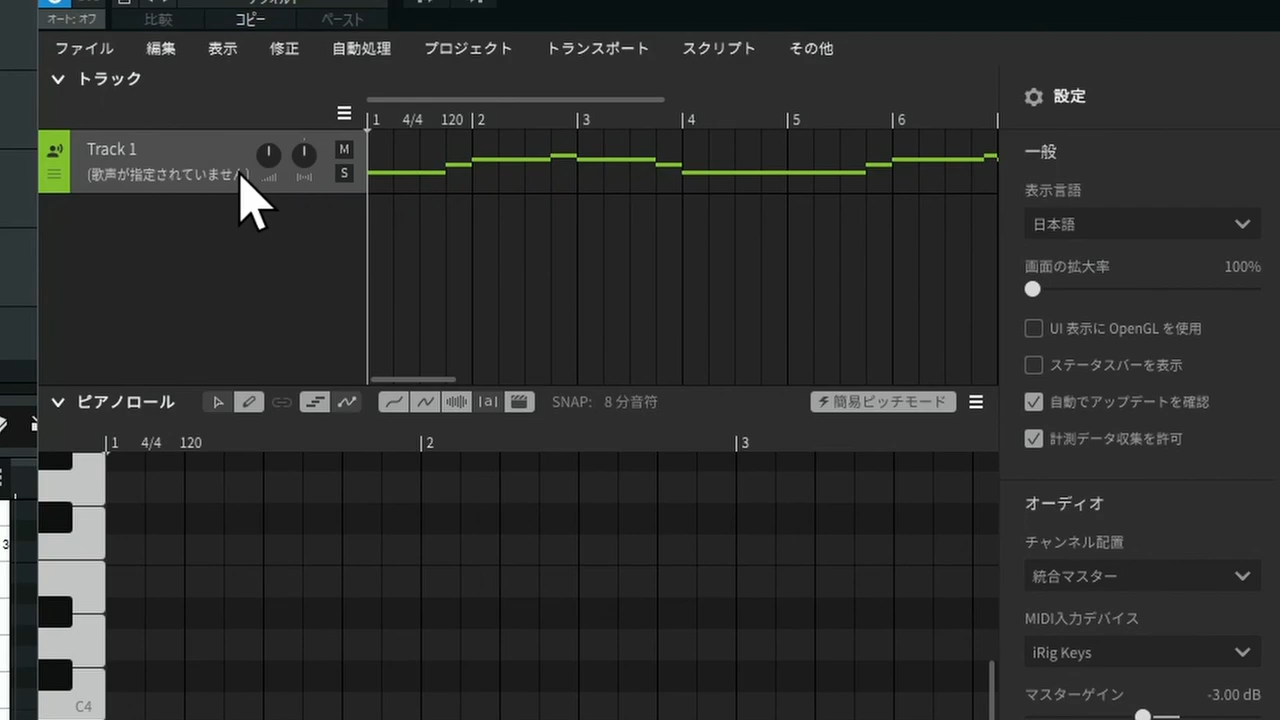 オート: オフ 比較 コピー ペースト
ファイル 編集 表示 修正 自動処理 プロジェクト トランスポート スクリプト その他
トラック
設定
1 4/4 120 2 3 4 5 6
Track 1 M
(歌声が指定されていません) S
一般
表示言語
日本語
画面の拡大率 100%
UI 表示に OpenGL を使用
ステータスバーを表示
ピアノロール |a| SNAP: 8 分音符 簡易ピッチモード
自動でアップデートを確認
計測データ収集を許可
1 4/4 120 2 3
オーディオ
チャンネル配置
3
統合マスター
MIDI入力デバイス
iRig Keys
マスターゲイン -3.00 dB
C4